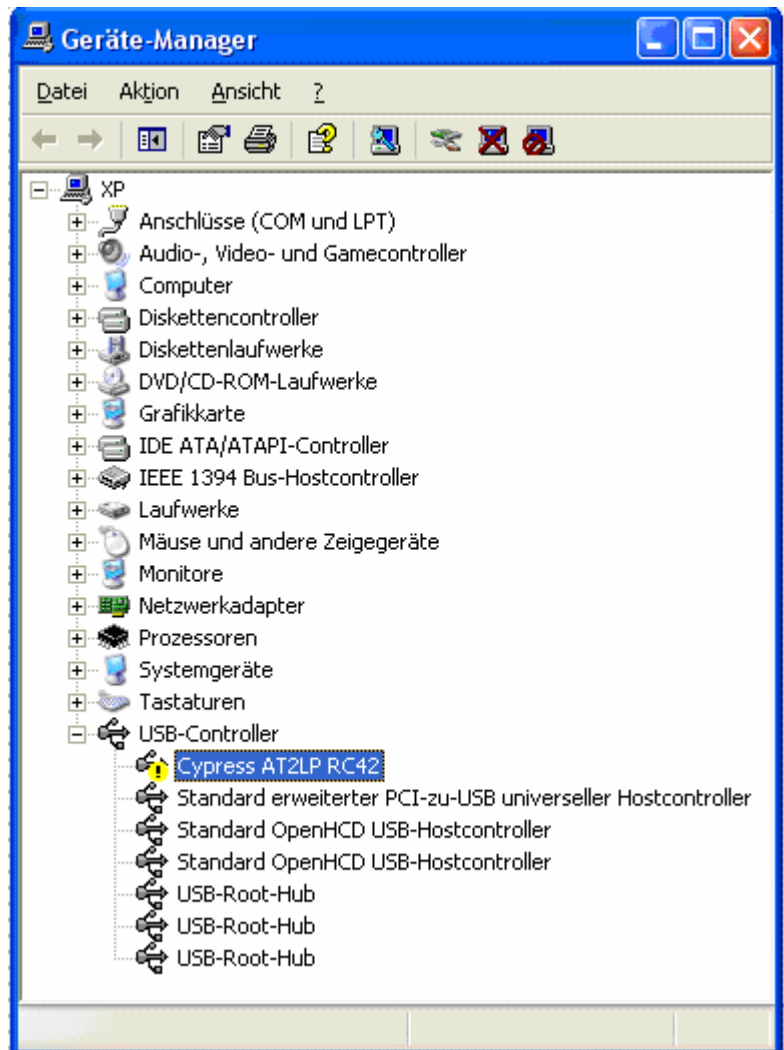 Geräte-Manager
Datei Aktion Ansicht ?
XP
Anschlüsse (COM und LPT)
Audio-, Video- und Gamecontroller
Computer
Diskettencontroller
Diskettenlaufwerke
DVD/CD-ROM-Laufwerke
Grafikkarte
IDE ATA/ATAPI-Controller
IEEE 1394 Bus-Hostcontroller
Laufwerke
Mäuse und andere Zeigegeräte
Monitore
Netzwerkadapter
Prozessoren
Systemgeräte
Tastaturen
USB-Controller
Cypress AT2LP RC42
Standard erweiterter PCI-zu-USB universeller Hostcontroller
Standard OpenHCD USB-Hostcontroller
Standard OpenHCD USB-Hostcontroller
USB-Root-Hub
USB-Root-Hub
USB-Root-Hub